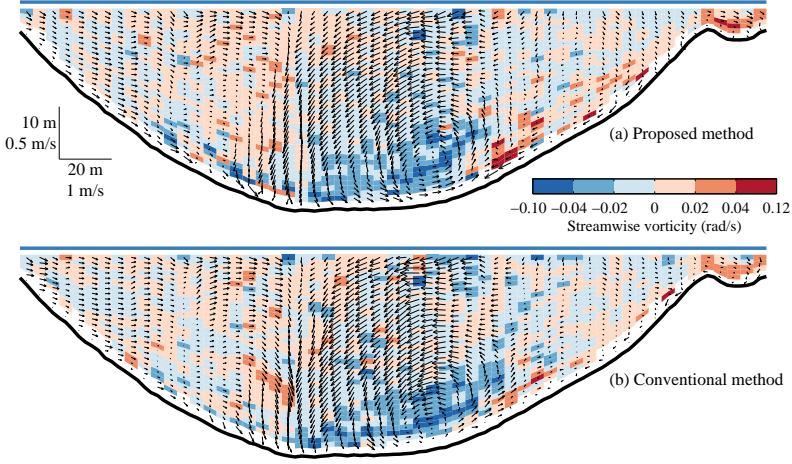 10 m
0.5 m/s
20 m
1 m/s
(a) Proposed method
−0.10 −0.04 −0.02 0 0.02 0.04 0.12
Streamwise vorticity (rad/s)
(b) Conventional method